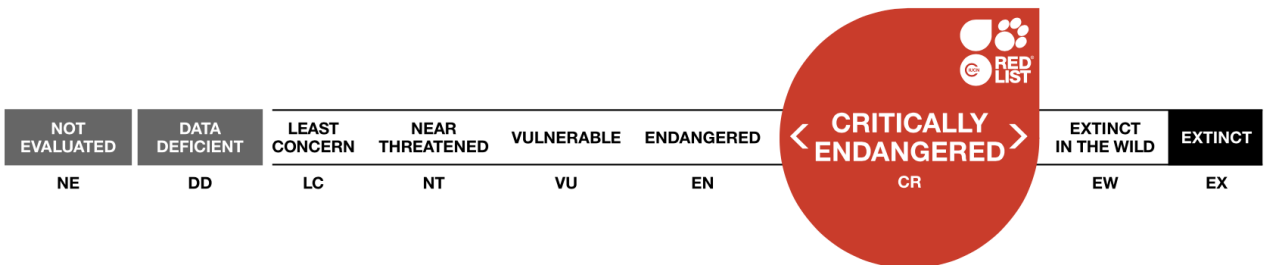 RED
LIST
IUCN
NOT
EVALUATED
DATA
DEFICIENT
LEAST
CONCERN
NEAR
THREATENED
VULNERABLE
ENDANGERED
< CRITICALLY
ENDANGERED >
EXTINCT
IN THE WILD
EXTINCT
NE
DD
LC
NT
VU
EN
CR
EW
EX